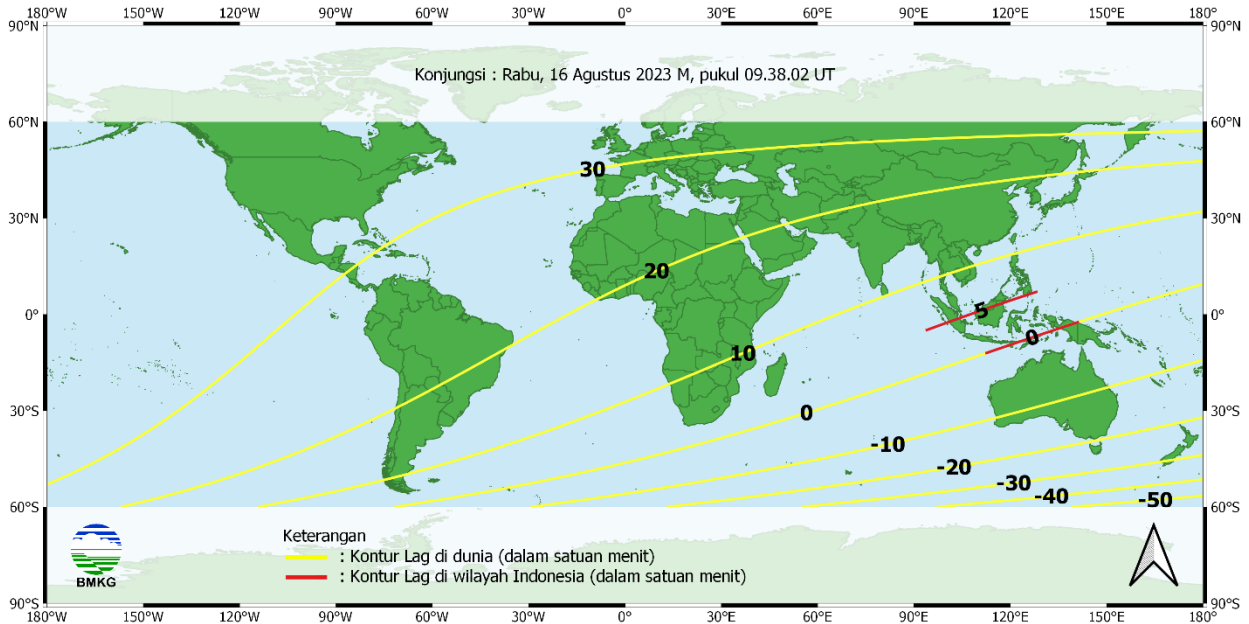 180° 150°W 120°W 90°W 60°W 30°W 0° 30°E 60°E 90°E 120°E 150°E 180°
90°N 90°N
Konjungsi : Rabu, 16 Agustus 2023 M, pukul 09.38.02 UT
60°N 60°N
30
30°N 30°N
20
0° 5 0°
10 0
30°S 0 30°S
-10
-20
-30
-40
-50
60°S 60°S
Keterangan
: Kontur Lag di dunia (dalam satuan menit)
: Kontur Lag di wilayah Indonesia (dalam satuan menit)
BMKG
90°S 90°S
180° 150°W 120°W 90°W 60°W 30°W 0° 30°E 60°E 90°E 120°E 150°E 180°